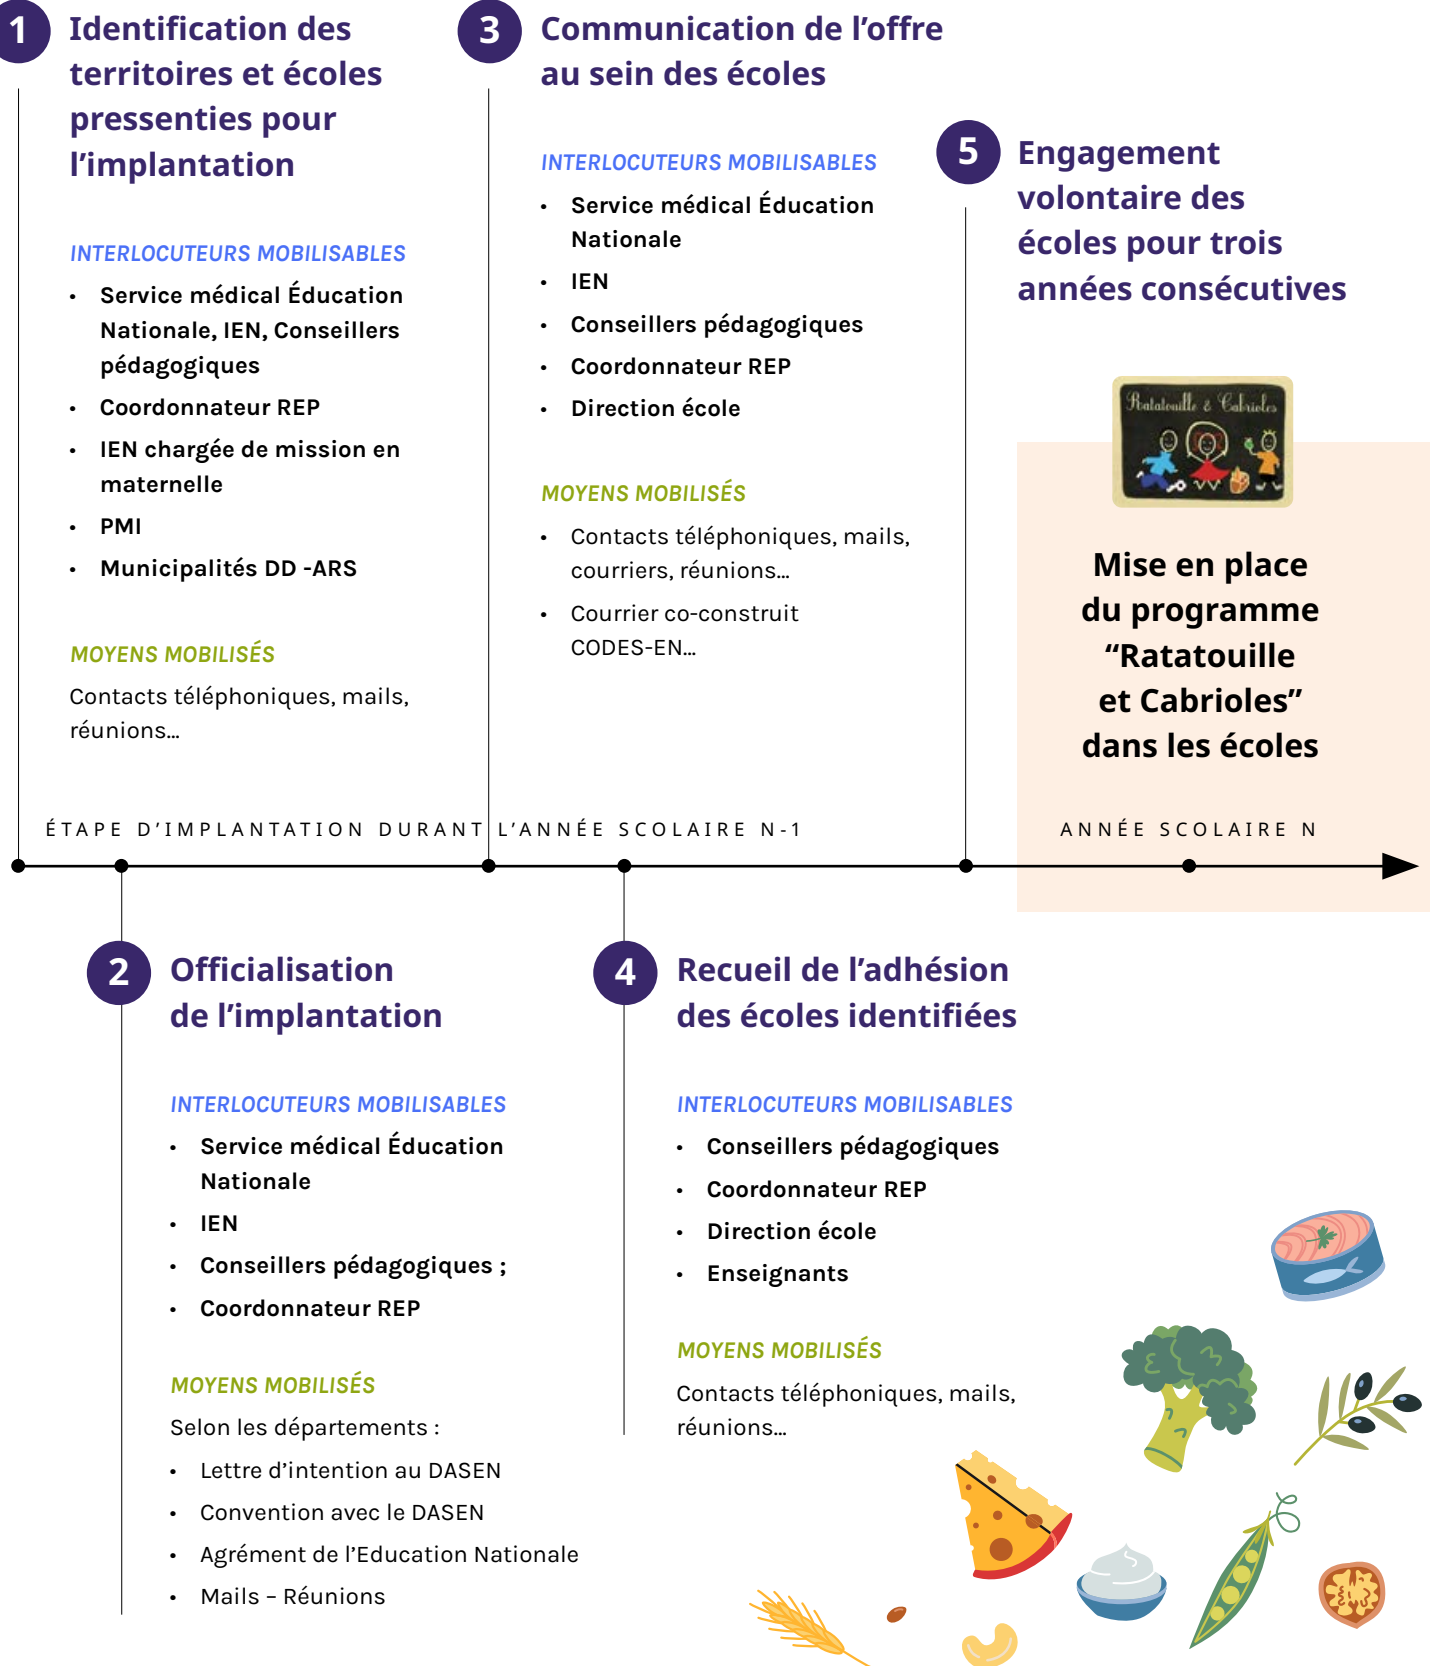 1
Identification des
territoires et écoles
pressenties pour
l’implantation
INTERLOCUTEURS MOBILISABLES
• Service médical Éducation
Nationale, IEN, Conseillers
pédagogiques
• Coordonnateur REP
• IEN chargée de mission en
maternelle
• PMI
• Municipalités DD -ARS
MOYENS MOBILISÉS
Contacts téléphoniques, mails,
réunions…
3
Communication de l’offre
au sein des écoles
INTERLOCUTEURS MOBILISABLES
• Service médical Éducation
Nationale
• IEN
• Conseillers pédagogiques
• Coordonnateur REP
• Direction école
MOYENS MOBILISÉS
• Contacts téléphoniques, mails,
courriers, réunions…
• Courrier co-construit
CODES-EN…
5
Engagement
volontaire des
écoles pour trois
années consécutives
Ratatouille & Cabrioles
Mise en place
du programme
“Ratatouille
et Cabrioles”
dans les écoles
ÉTAPE D’IMPLANTATION DURANT L’ANNÉE SCOLAIRE N-1
ANNÉE SCOLAIRE N
2
Officialisation
de l’implantation
INTERLOCUTEURS MOBILISABLES
• Service médical Éducation
Nationale
• IEN
• Conseillers pédagogiques ;
• Coordonnateur REP
MOYENS MOBILISÉS
Selon les départements :
• Lettre d’intention au DASEN
• Convention avec le DASEN
• Agrément de l’Education Nationale
• Mails – Réunions
4
Recueil de l’adhésion
des écoles identifiées
INTERLOCUTEURS MOBILISABLES
• Conseillers pédagogiques
• Coordonnateur REP
• Direction école
• Enseignants
MOYENS MOBILISÉS
Contacts téléphoniques, mails,
réunions…